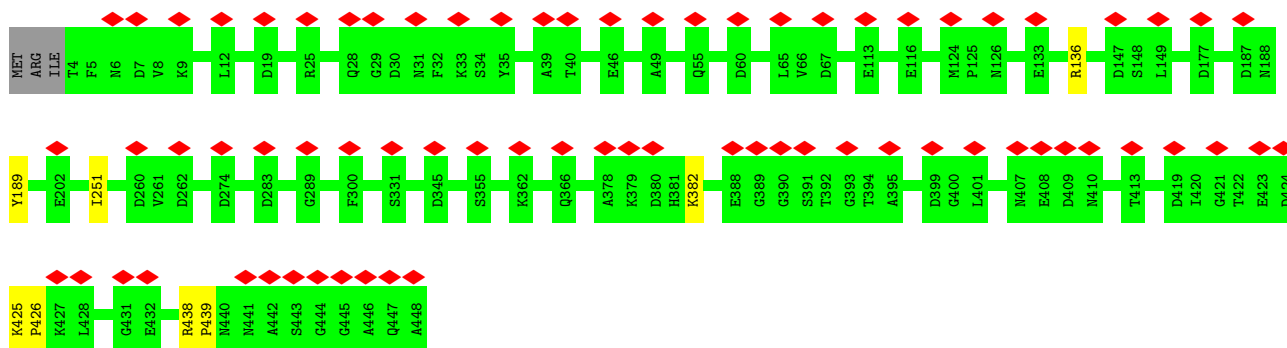 MET ARG ILE T4 F5 N6 D7 V8 K9 L12 D19 R25 Q28 G29 D30 N31 F32 K33 S34 Y35 A39 T40 E46 A49 Q55 D60 L65 V66 D67 E113 E116 M124 P125 N126 E133 R136 D147 S148 L149 D177 D187 N188
Y189 E202 I251 D260 V261 D262 D274 D283 G289 F300 S331 D345 S355 K362 Q366 A378 K379 D380 H381 K382 E388 G389 G390 S391 T392 G393 T394 A395 D399 G400 L401 N407 E408 D409 N410 T413 D419 I420 G421 T422 E423 D424
K425 P426 K427 L428 G431 E432 R438 P439 N440 N441 A442 S443 G444 G445 A446 Q447 A448